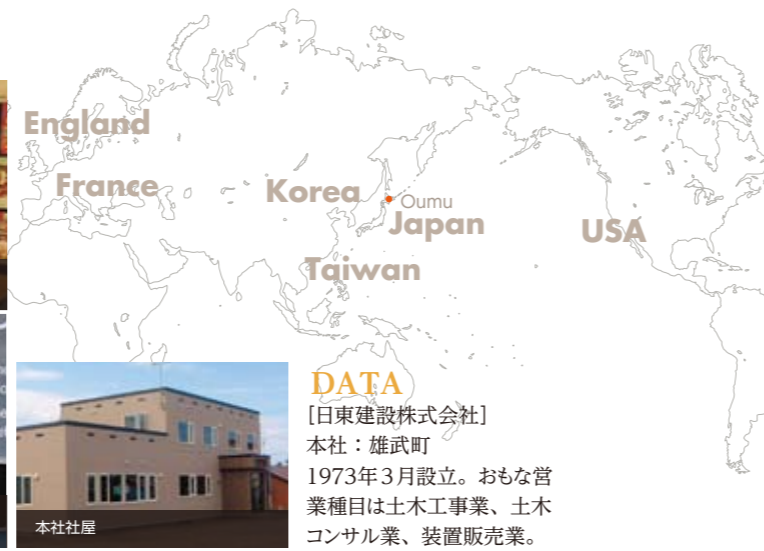 England
France
Korea
Oumu
Japan
USA
Taiwan
DATA
[日東建設株式会社]
本社：雄武町
1973年３月設立。おもな営
業種目は土木工事業、土木
コンサル業、装置販売業。
本社社屋